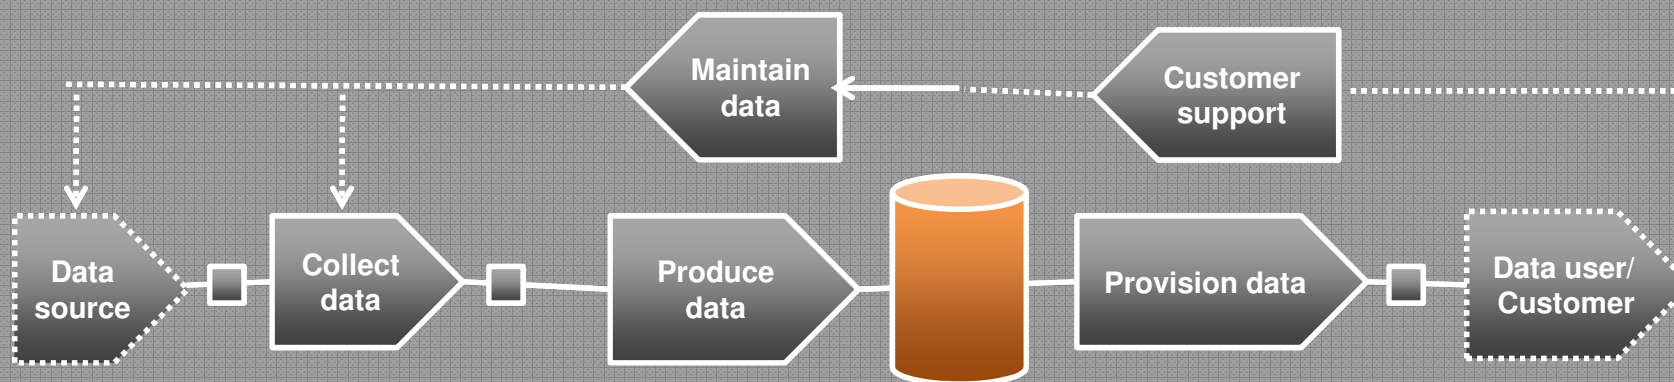 Maintain
data
Customer
support
Data
source
Collect
data
Produce
data
Provision data
Data user/
Customer